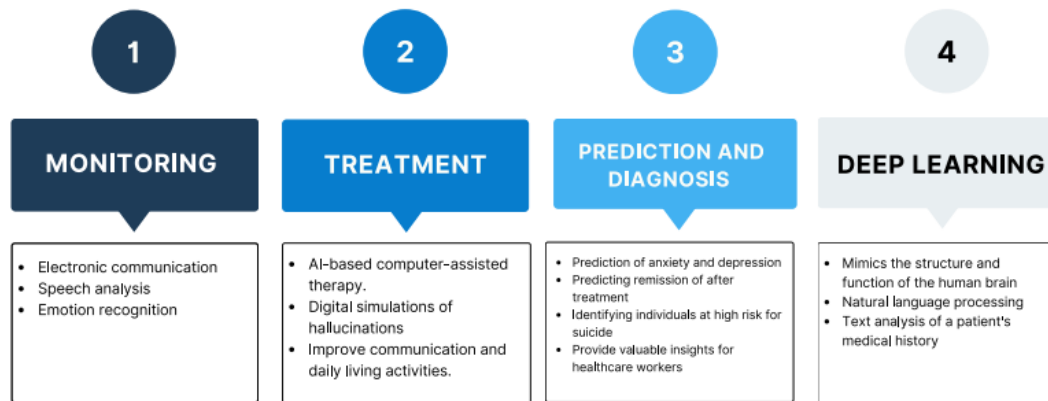 1
MONITORING
• Electronic communication
• Speech analysis
• Emotion recognition
2
TREATMENT
• AI-based computer-assisted
therapy.
• Digital simulations of
hallucinations
• Improve communication and
daily living activities.
3
PREDICTION AND
DIAGNOSIS
• Prediction of anxiety and depression
• Predicting remission of after
treatment
• Identifying individuals at high risk for
suicide
• Provide valuable insights for
healthcare workers
4
DEEP LEARNING
• Mimics the structure and
function of the human brain
• Natural language processing
• Text analysis of a patient's
medical history